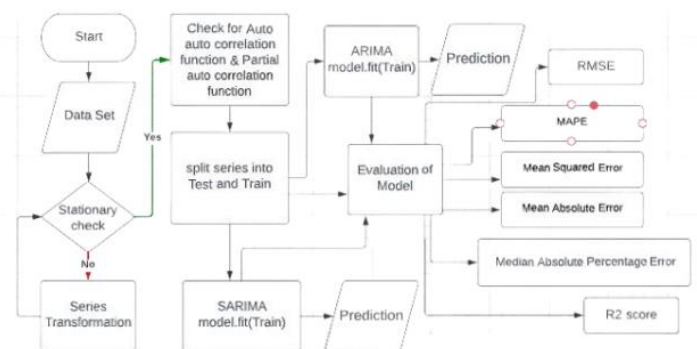 Start
Data Set
Stationary
check
No
Series
Transformation
Yes
Check for Auto
auto correlation
function & Partial
auto correlation
function
split series into
Test and Train
SARIMA
model.fit(Train)
Prediction
ARIMA
model.fit(Train)
Prediction
Evaluation of
Model
RMSE
MAPE
Mean Squared Error
Mean Absolute Error
Median Absolute Percentage Error
R2 score